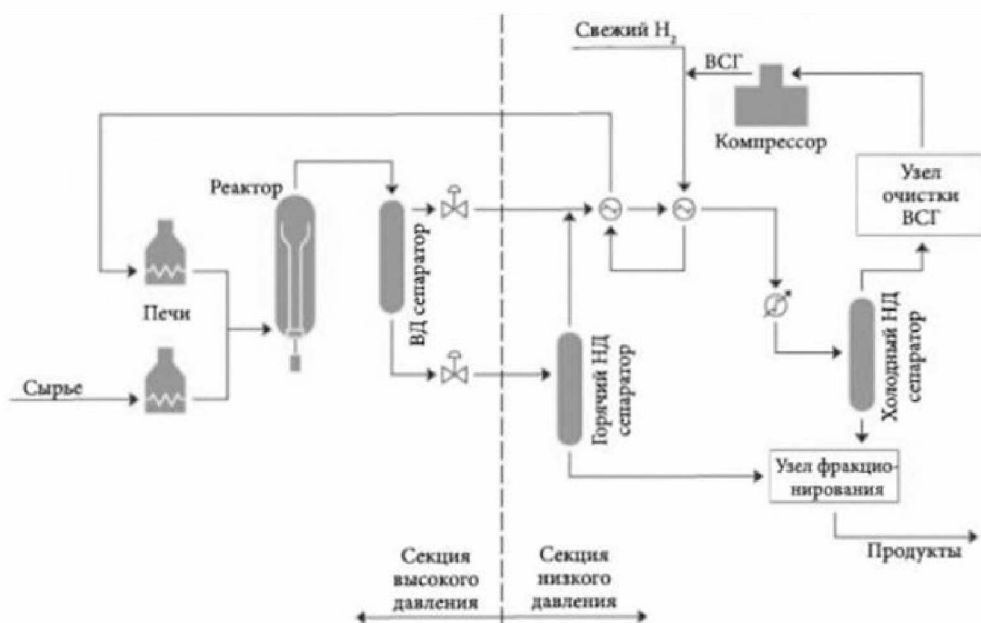 Свежий H₂
ВСГ
Компрессор
Узел
очистки
ВСГ
Реактор
ВД сепаратор
Печи
Сырье
Горячий НД
сепаратор
Холодный НД
сепаратор
Узел фракцио-
нирования
Продукты
Секция
высокого
давления
Секция
низкого
давления